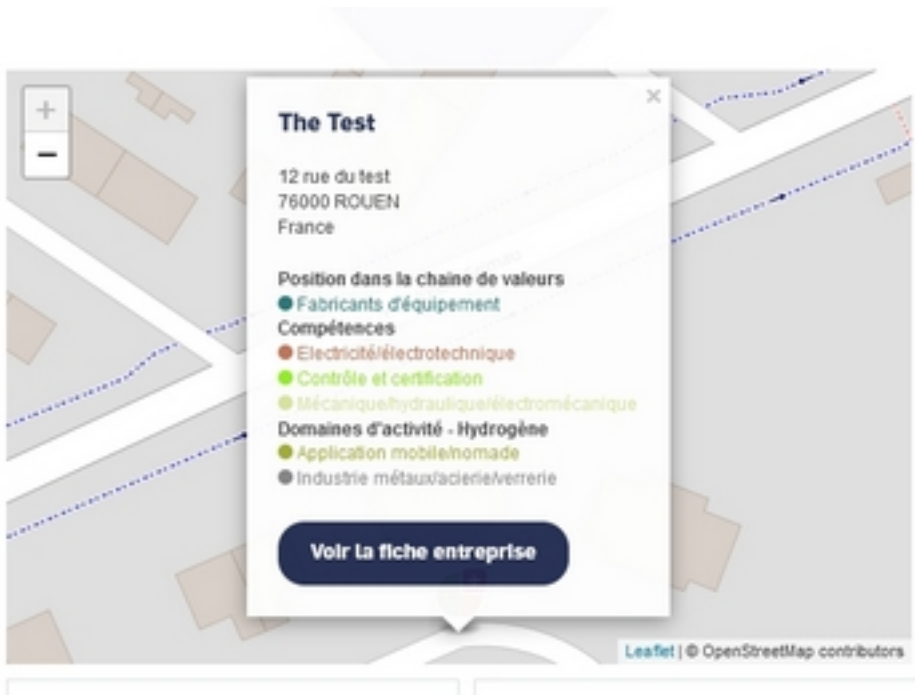 +
−
×
The Test
12 rue du test
76000 ROUEN
France
Position dans la chaine de valeurs
Fabricants d'équipement
Compétences
Electricité/électrotechnique
Contrôle et certification
Mécanique/hydraulique/électromécanique
Domaines d'activité - Hydrogène
Application mobile/nomade
Industrie métaux/acierie/verrerie
Voir la fiche entreprise
Leaflet | © OpenStreetMap contributors